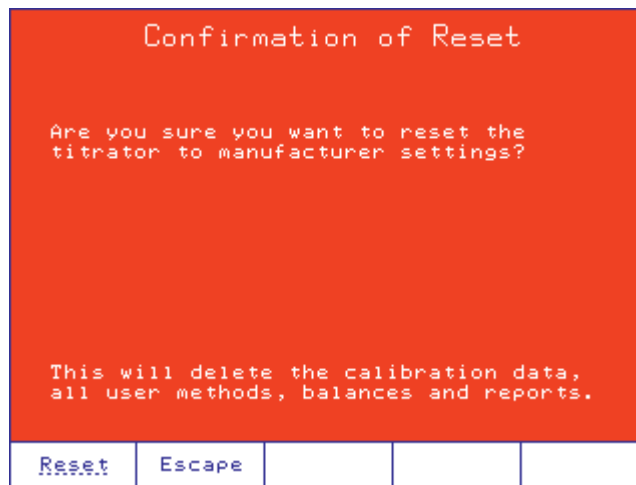 Confirmation of Reset
Are you sure you want to reset the
titrator to manufacturer settings?
This will delete the calibration data,
all user methods, balances and reports.
Reset Escape